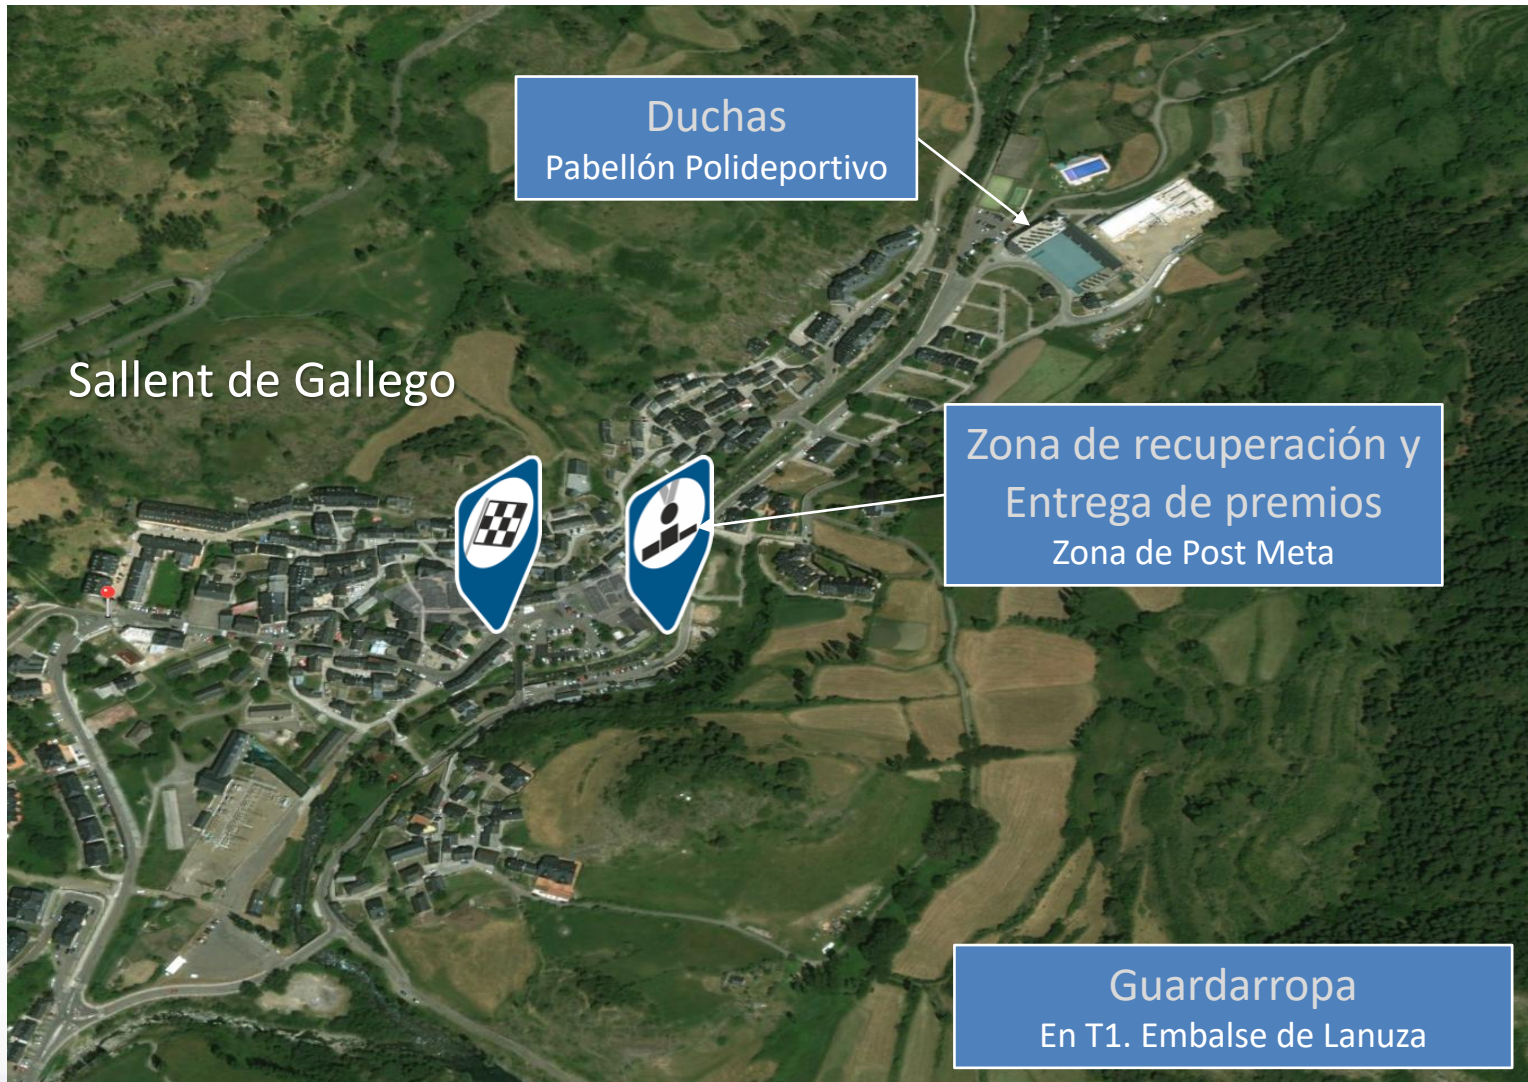 Duchas
Pabellón Polideportivo
Sallent de Gallego
Zona de recuperación y
Entrega de premios
Zona de Post Meta
Guardarropa
En T1. Embalse de Lanuza